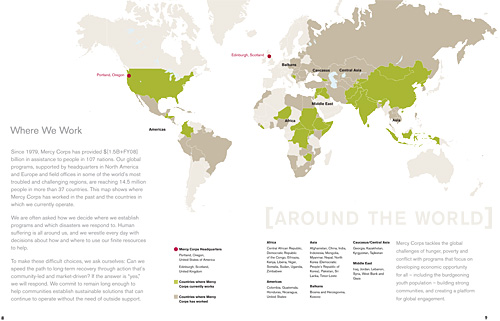 Edinburgh, Scotland
Portland, Oregon
Balkans
Caucasus
Central Asia
Middle East
Africa
Asia
Americas
Where We Work
Since 1979, Mercy Corps has provided $(1.5B+FY08)
billion in assistance to people in 107 nations. Our global
programs, supported by headquarters in North America
and Europe and field offices in some of the world's most
troubled and challenging regions, are reaching 14.5 million
people in more than 37 countries. This map shows where
Mercy Corps has worked in the past and the countries in
which we currently operate.
We are often asked how we decide where to establish
programs and which disasters to respond to. Human
suffering is all around us, and we wrestle every day with
decisions about how and where to use our finite resources
to help.
To make these difficult choices, we ask ourselves: Can we
speed the path to long term recovery through action that's
community-led and market-driven? If the answer is "yes,"
we will respond. We commit to remain long enough to
help communities establish sustainable solutions that can
continue to operate without the need of outside support.
[AROUND THE WORLD]
Mercy Corps Headquarters
Portland, Oregon,
United States of America
Edinburgh, Scotland,
United Kingdom
Countries where Mercy
Corps currently works
Countries where Mercy
Corps has worked
Africa
Central African Republic,
Democratic Republic
of the Congo, Ethiopia,
Kenya, Liberia, Niger,
Somalia, Sudan, Uganda,
Zimbabwe
Americas
Colombia, Guatemala,
Honduras, Nicaragua,
United States
Asia
Afghanistan, China, India,
Indonesia, Mongolia,
Myanmar, Nepal, North
Korea (Democratic
People's Republic of
Korea), Pakistan, Sri
Lanka, Timor-Leste
Balkans
Bosnia and Herzegovina,
Kosovo
Caucasus/Central Asia
Georgia, Kazakhstan,
Kyrgyzstan, Tajikistan
Middle East
Iraq, Jordan, Lebanon,
Syria, West Bank and
Gaza
Mercy Corps tackles the global
challenges of hunger, poverty and
conflict with programs that focus on
developing economic opportunity
for all – including the burdgeoning
youth population – building strong
communities, and creating a platform
for global engagement.
8
9